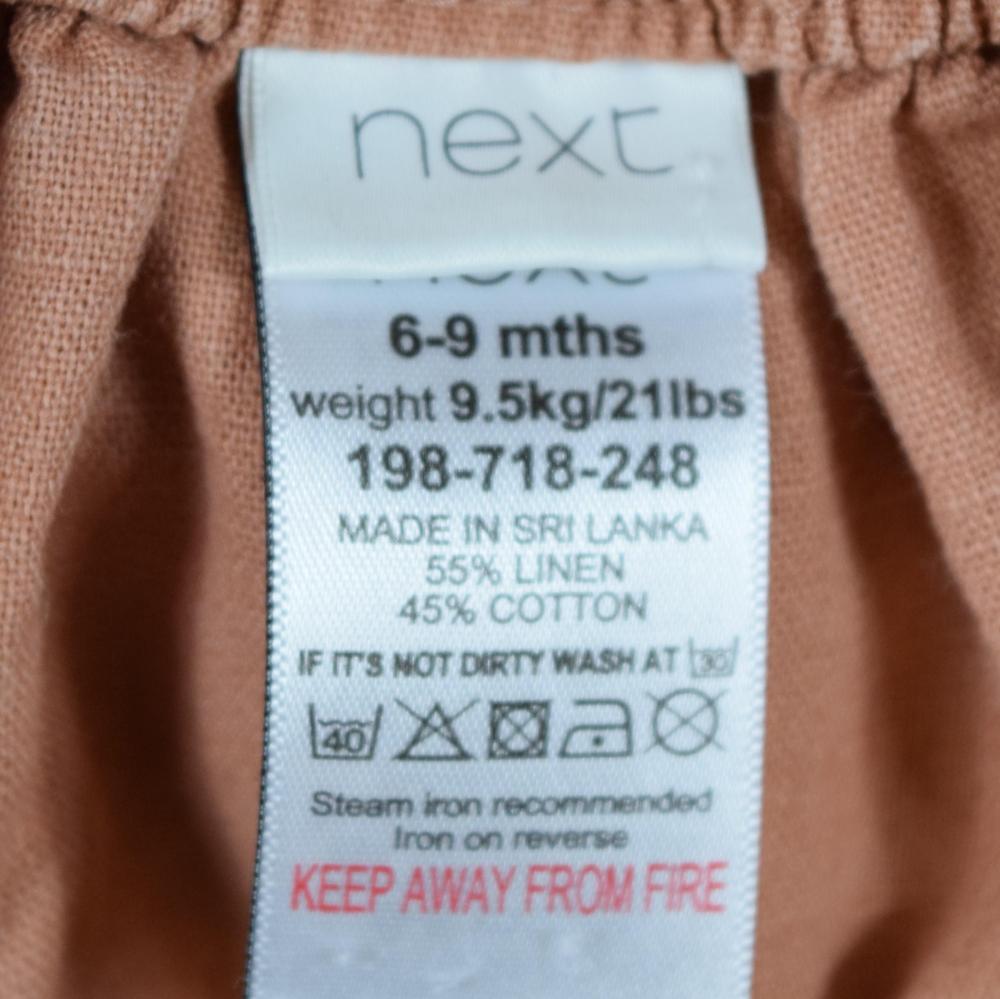 next
6-9 mths
weight 9.5kg/21lbs
198-718-248
MADE IN SRI LANKA
55% LINEN
45% COTTON
IF IT'S NOT DIRTY WASH AT 30
40
Steam iron recommended
Iron on reverse
KEEP AWAY FROM FIRE